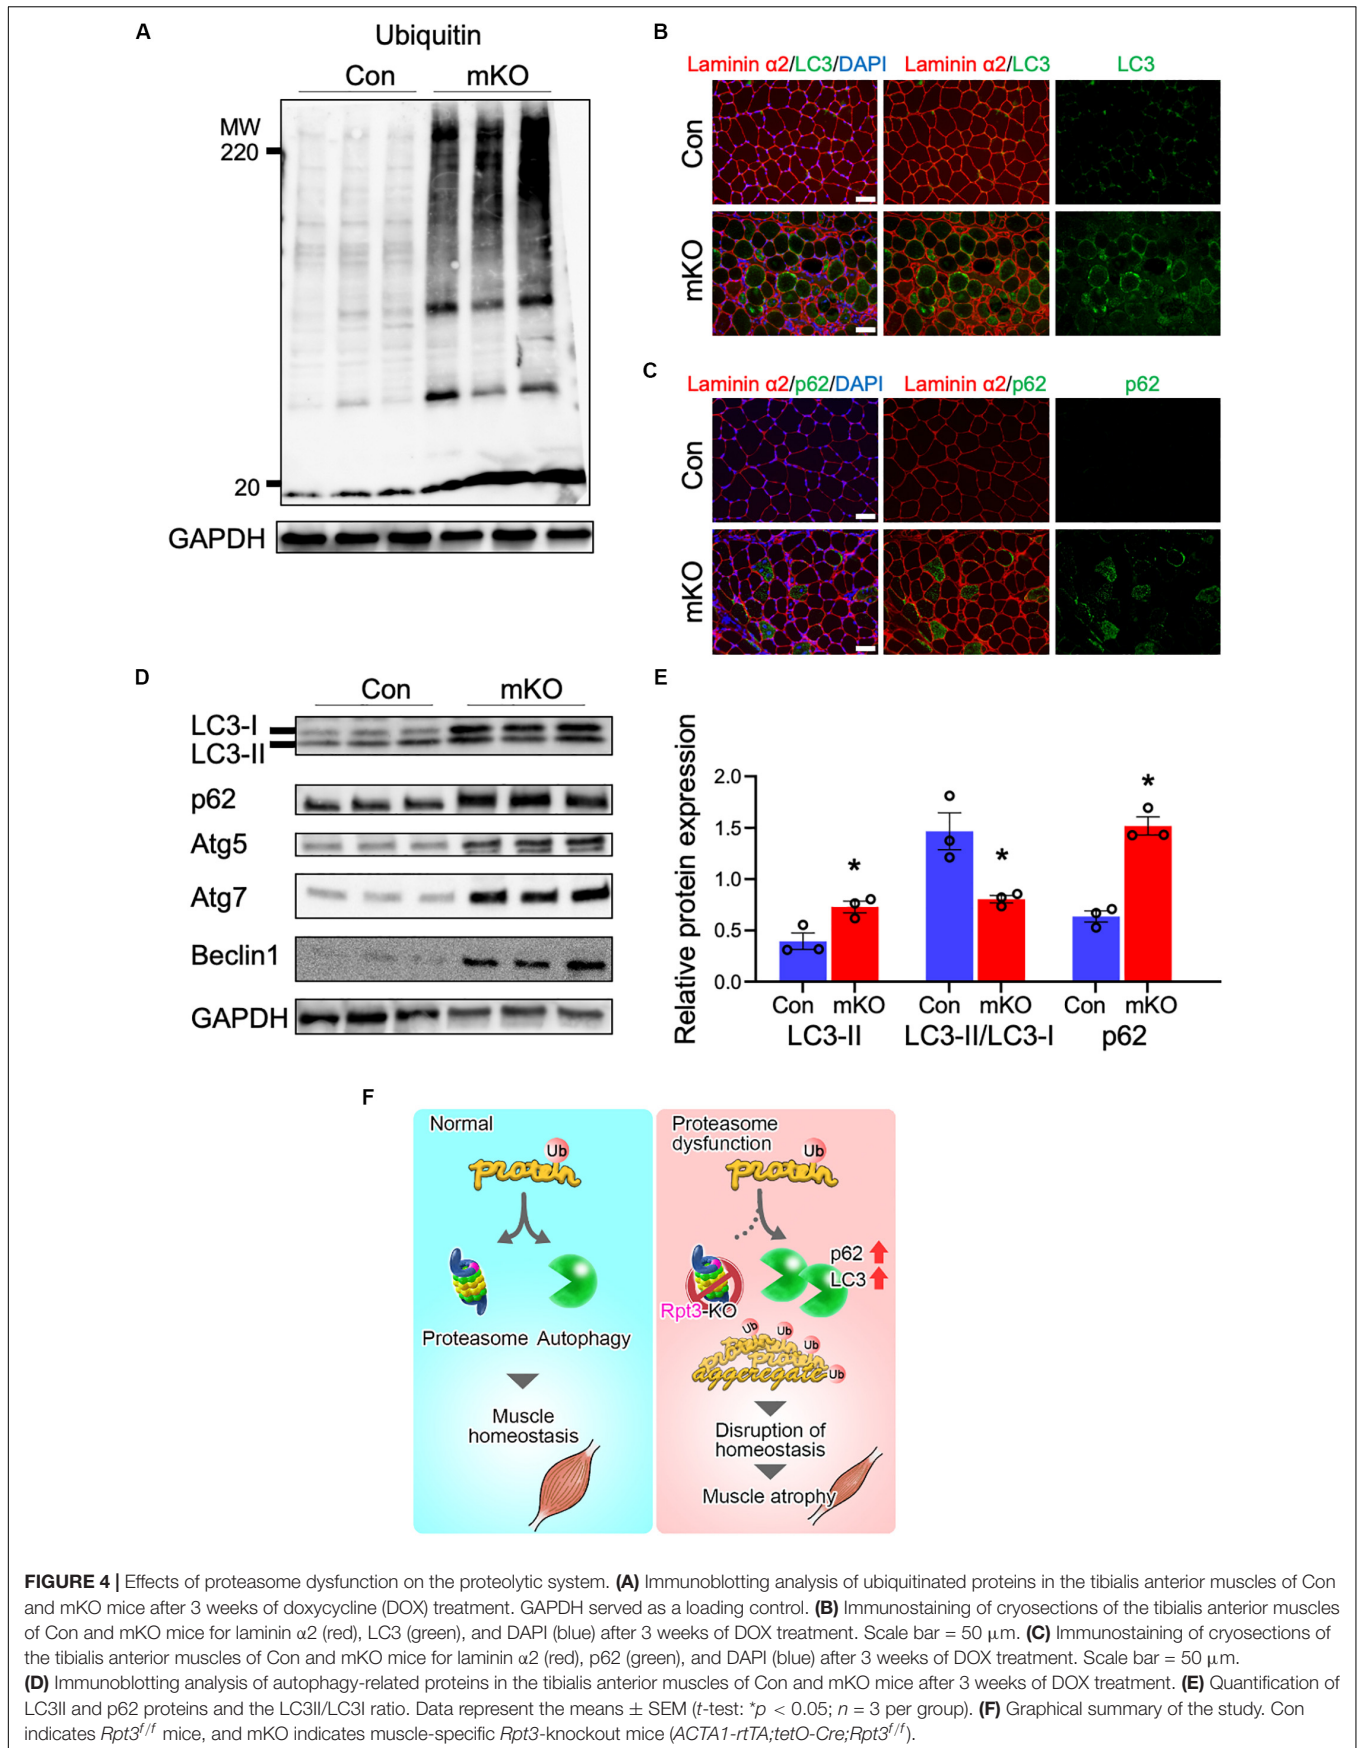 A
Ubiquitin
Con mKO
MW
220
20
GAPDH
B
Laminin α2/LC3/DAPI Laminin α2/LC3 LC3
Con
mKO
C
Laminin α2/p62/DAPI Laminin α2/p62 p62
Con
mKO
D
Con mKO
LC3-I
LC3-II
p62
Atg5
Atg7
Beclin1
GAPDH
E
Relative protein expression
2.0
1.5
1.0
0.5
0.0
* * *
Con mKO Con mKO Con mKO
LC3-II LC3-II/LC3-I p62
F
Normal
Ub
protein
Proteasome Autophagy
Muscle
homeostasis
Proteasome
dysfunction
Ub
protein
p62
LC3
Rpt3-KO
Ub Ub Ub Ub
protein
protein
protein
aggregate
Disruption of
homeostasis
Muscle atrophy
FIGURE 4 | Effects of proteasome dysfunction on the proteolytic system. (A) Immunoblotting analysis of ubiquitinated proteins in the tibialis anterior muscles of Con
and mKO mice after 3 weeks of doxycycline (DOX) treatment. GAPDH served as a loading control. (B) Immunostaining of cryosections of the tibialis anterior muscles
of Con and mKO mice for laminin α2 (red), LC3 (green), and DAPI (blue) after 3 weeks of DOX treatment. Scale bar = 50 μm. (C) Immunostaining of cryosections of
the tibialis anterior muscles of Con and mKO mice for laminin α2 (red), p62 (green), and DAPI (blue) after 3 weeks of DOX treatment. Scale bar = 50 μm.
(D) Immunoblotting analysis of autophagy-related proteins in the tibialis anterior muscles of Con and mKO mice after 3 weeks of DOX treatment. (E) Quantification of
LC3II and p62 proteins and the LC3II/LC3I ratio. Data represent the means ± SEM (t-test: *p < 0.05; n = 3 per group). (F) Graphical summary of the study. Con
indicates Rpt3f/f mice, and mKO indicates muscle-specific Rpt3-knockout mice (ACTA1-rtTA;tetO-Cre;Rpt3f/f).